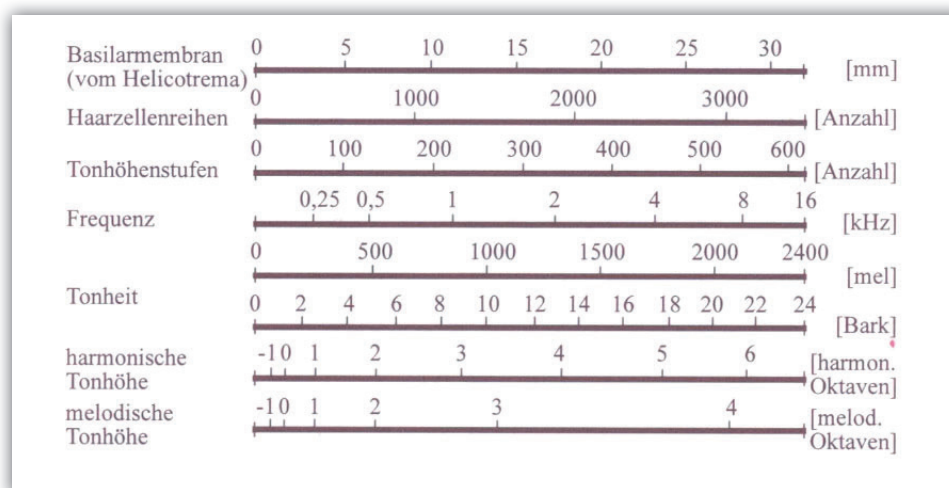 0 5 10 15 20 25 30
Basilarmembran
(vom Helicotrema) [mm]
0 1000 2000 3000
Haarzellenreihen [Anzahl]
0 100 200 300 400 500 600
Tonhöhenstufen [Anzahl]
0,25 0,5 1 2 4 8 16
Frequenz [kHz]
0 500 1000 1500 2000 2400
[mel]
Tonheit
0 2 4 6 8 10 12 14 16 18 20 22 24
[Bark]
harmonische -1 0 1 2 3 4 5 6 [harmon.
Tonhöhe Oktaven]
melodische -1 0 1 2 3 4 [melod.
Tonhöhe Oktaven]